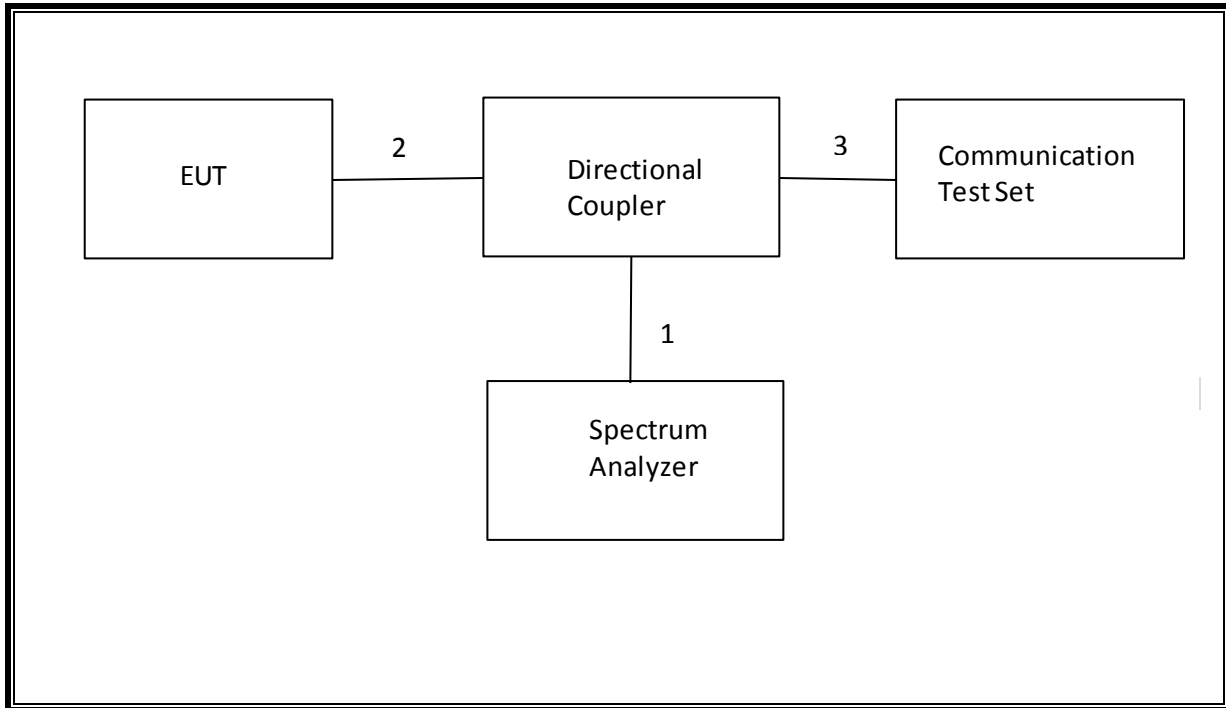 EUT
2
Directional
Coupler
3
Communication
Test Set
1
Spectrum
Analyzer